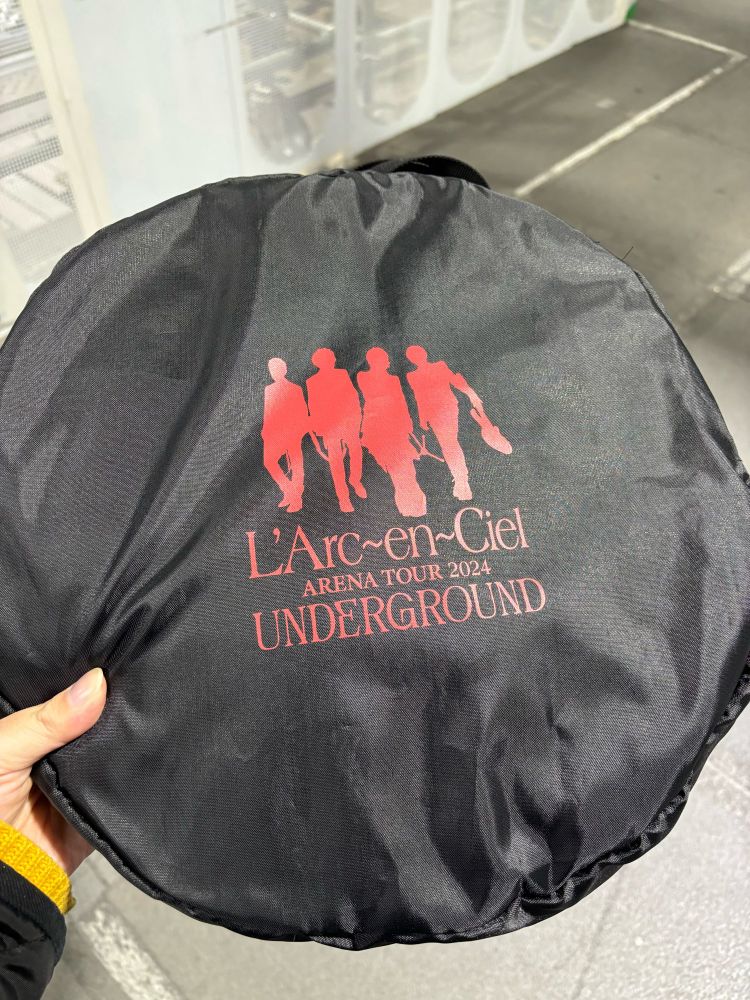 L'Arc~en~Ciel
ARENA TOUR 2024
UNDERGROUND